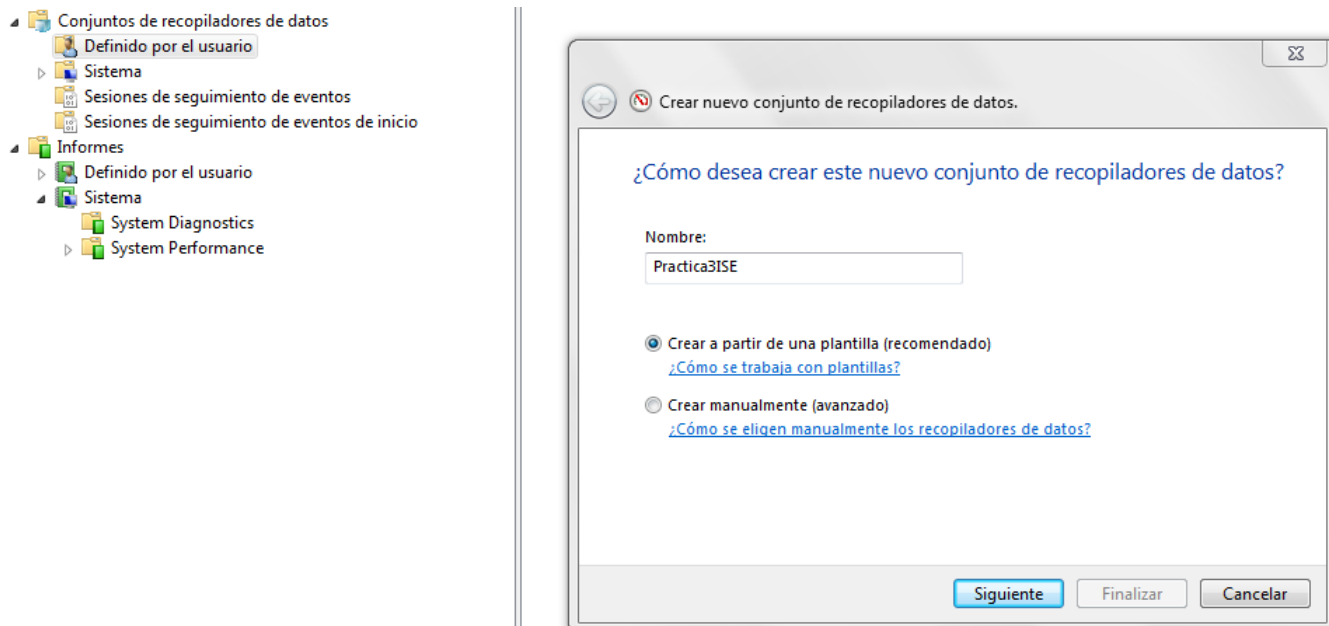 Conjuntos de recopiladores de datos
Definido por el usuario
Sistema
Sesiones de seguimiento de eventos
Sesiones de seguimiento de eventos de inicio
Informes
Definido por el usuario
Sistema
System Diagnostics
System Performance
Crear nuevo conjunto de recopiladores de datos.
¿Cómo desea crear este nuevo conjunto de recopiladores de datos?
Nombre:
Practica3ISE
Crear a partir de una plantilla (recomendado)
¿Cómo se trabaja con plantillas?
Crear manualmente (avanzado)
¿Cómo se eligen manualmente los recopiladores de datos?
Siguiente Finalizar Cancelar